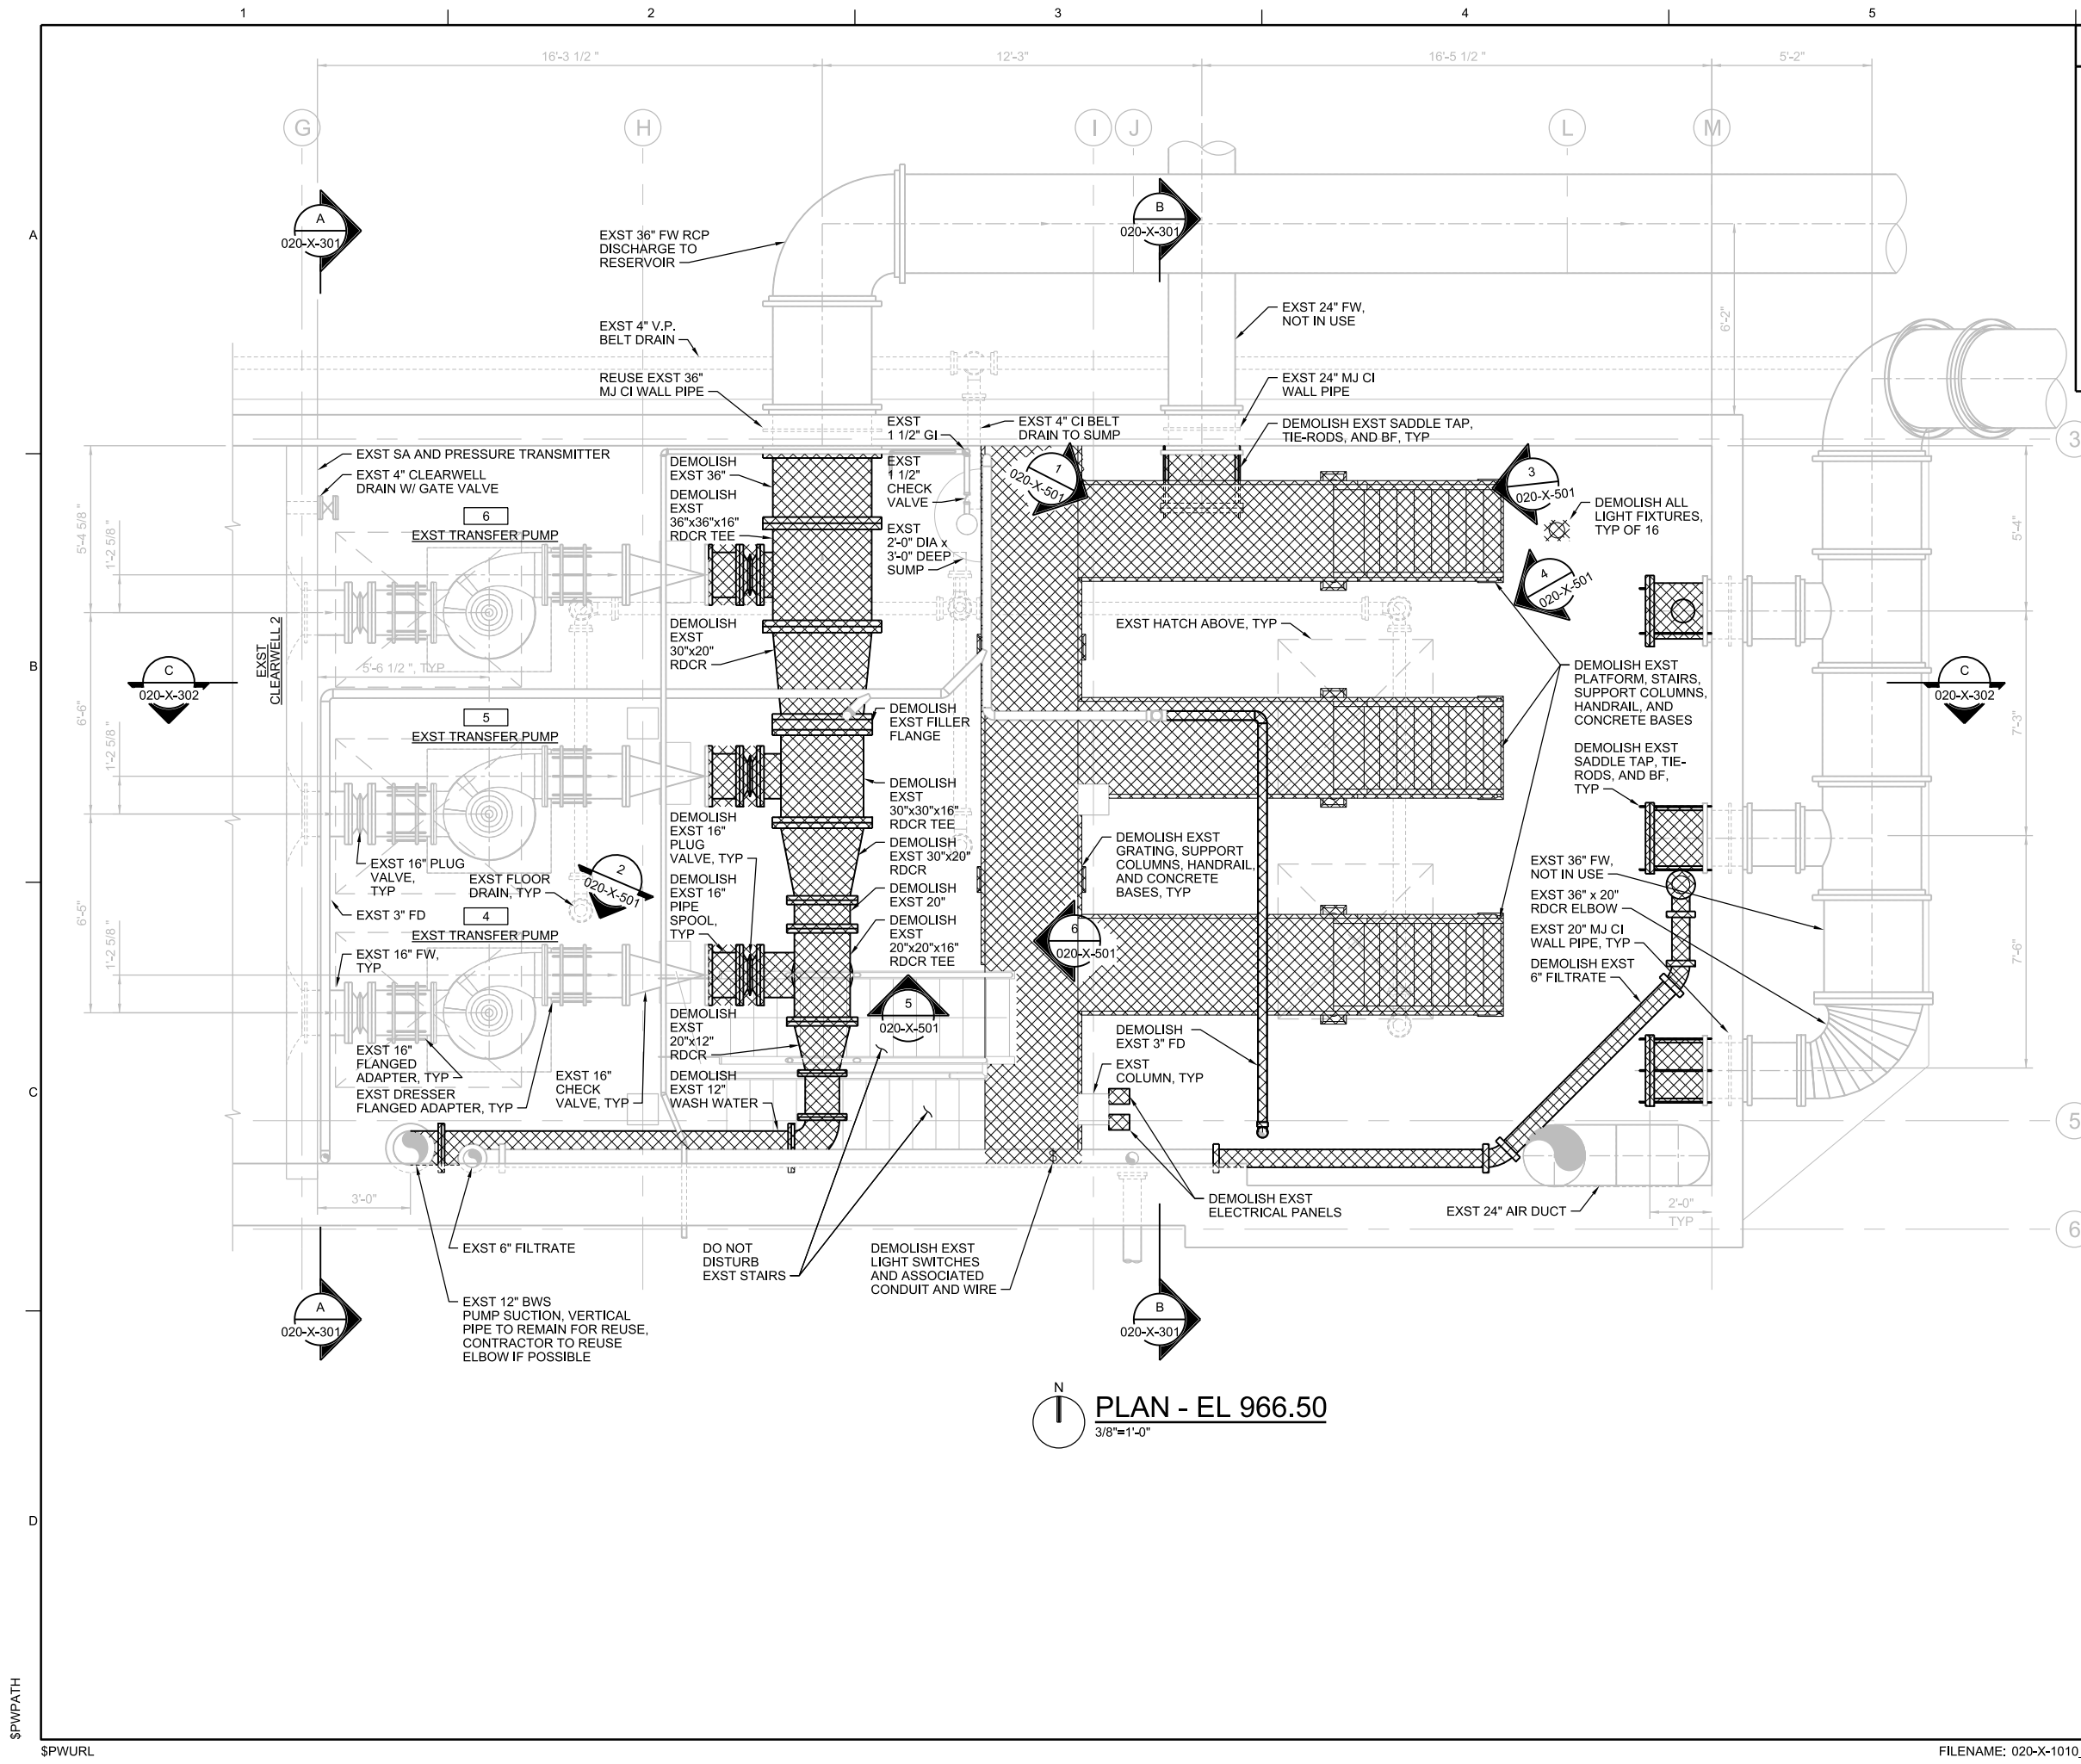 1
2
3
4
5
16'-3 1/2 "
12'-3"
16'-5 1/2 "
5'-2"
G
H
I
J
L
M
A
A
020-X-301
B
020-X-301
EXST 36" FW RCP
DISCHARGE TO
RESERVOIR
EXST 24" FW,
NOT IN USE
6'-2"
EXST 4" V.P.
BELT DRAIN
REUSE EXST 36"
MJ CI WALL PIPE
EXST 24" MJ CI
WALL PIPE
EXST
1 1/2" GI
EXST 4" CI BELT
DRAIN TO SUMP
DEMOLISH EXST SADDLE TAP,
TIE-RODS, AND BF, TYP
3
EXST SA AND PRESSURE TRANSMITTER
EXST 4" CLEARWELL
DRAIN W/ GATE VALVE
DEMOLISH
EXST 36"
EXST
1 1/2"
CHECK
VALVE
1
020-X-501
3
020-X-501
DEMOLISH ALL
LIGHT FIXTURES,
TYP OF 16
DEMOLISH
EXST
36"x36"x16"
RDCR TEE
EXST
2'-0" DIA x
3'-0" DEEP
SUMP
6
EXST TRANSFER PUMP
5'-4 5/8 "
1'-2 5/8 "
5'-4"
4
020-X-501
DEMOLISH
EXST
30"x20"
RDCR
EXST HATCH ABOVE, TYP
B
EXST
CLEARWELL 2
5'-6 1/2 ", TYP
C
020-X-302
C
020-X-302
DEMOLISH EXST
PLATFORM, STAIRS,
SUPPORT COLUMNS,
HANDRAIL, AND
CONCRETE BASES
6'-6"
1'-2 5/8 "
7'-3"
5
EXST TRANSFER PUMP
DEMOLISH
EXST FILLER
FLANGE
DEMOLISH EXST
SADDLE TAP, TIE-
RODS, AND BF,
TYP
DEMOLISH
EXST
30"x30"x16"
RDCR TEE
DEMOLISH
EXST 16"
PLUG
VALVE, TYP
DEMOLISH
EXST 30"x20"
RDCR
DEMOLISH EXST
GRATING, SUPPORT
COLUMNS, HANDRAIL,
AND CONCRETE
BASES, TYP
EXST 16" PLUG
VALVE,
TYP
EXST FLOOR
DRAIN, TYP
2
020-X-501
DEMOLISH
EXST 16"
PIPE
SPOOL,
TYP
DEMOLISH
EXST 20"
EXST 36" FW,
NOT IN USE
EXST 36" x 20"
RDCR ELBOW
EXST 20" MJ CI
WALL PIPE, TYP
DEMOLISH EXST
6" FILTRATE
EXST 3" FD
4
EXST TRANSFER PUMP
6'-5"
1'-2 5/8 "
7'-6"
DEMOLISH
EXST
20"x20"x16"
RDCR TEE
6
020-X-501
EXST 16" FW,
TYP
5
020-X-501
DEMOLISH
EXST
20"x12"
RDCR
DEMOLISH
EXST 3" FD
EXST 16"
FLANGED
ADAPTER, TYP
EXST DRESSER
FLANGED ADAPTER, TYP
EXST 16"
CHECK
VALVE, TYP
DEMOLISH
EXST 12"
WASH WATER
EXST
COLUMN, TYP
C
5
3'-0"
DEMOLISH EXST
ELECTRICAL PANELS
EXST 24" AIR DUCT
2'-0"
TYP
6
$
EXST 6" FILTRATE
DO NOT
DISTURB
EXST STAIRS
DEMOLISH EXST
LIGHT SWITCHES
AND ASSOCIATED
CONDUIT AND WIRE
A
020-X-301
EXST 12" BWS
PUMP SUCTION, VERTICAL
PIPE TO REMAIN FOR REUSE,
CONTRACTOR TO REUSE
ELBOW IF POSSIBLE
B
020-X-301
N
PLAN - EL 966.50
3/8"=1'-0"
D
$PWPATH
$PWURL
FILENAME: 020-X-1010